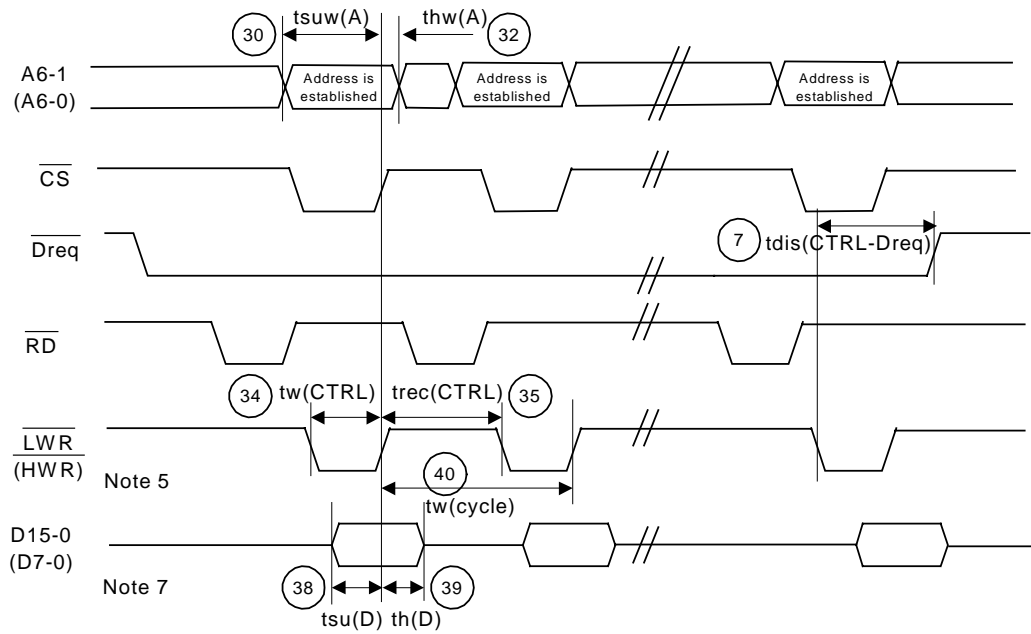 30 tsuw(A) thw(A) 32
A6-1
(A6-0)
Address is
established
Address is
established
Address is
established
CS
Dreq
7 tdis(CTRL-Dreq)
RD
34 tw(CTRL) trec(CTRL) 35
LWR
(HWR)
Note 5
40
tw(cycle)
D15-0
(D7-0)
Note 7
38 39
tsu(D) th(D)